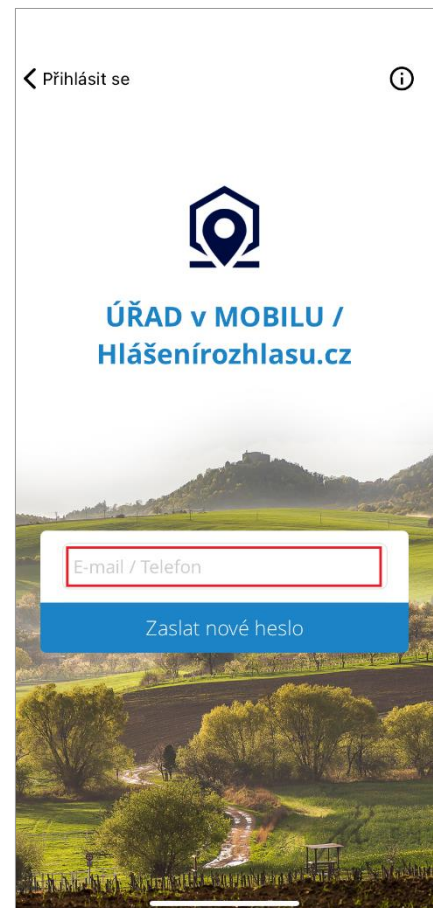 Přihlásit se
ÚŘAD v MOBILU /
Hlášenírozhlasu.cz
E-mail / Telefon
Zaslat nové heslo